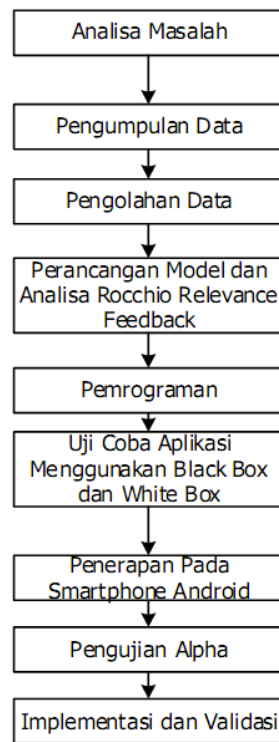 Analisa Masalah
Pengumpulan Data
Pengolahan Data
Perancangan Model dan
Analisa Rocchio Relevance
Feedback
Pemrograman
Uji Coba Aplikasi
Menggunakan Black Box
dan White Box
Penerapan Pada
Smartphone Android
Pengujian Alpha
Implementasi dan Validasi